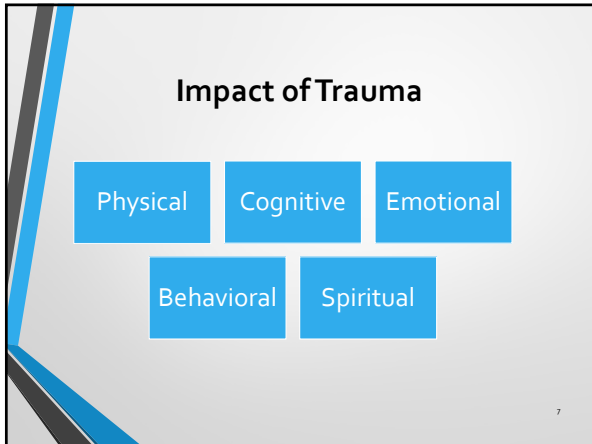 Impact of Trauma
Physical Cognitive Emotional
Behavioral Spiritual
7